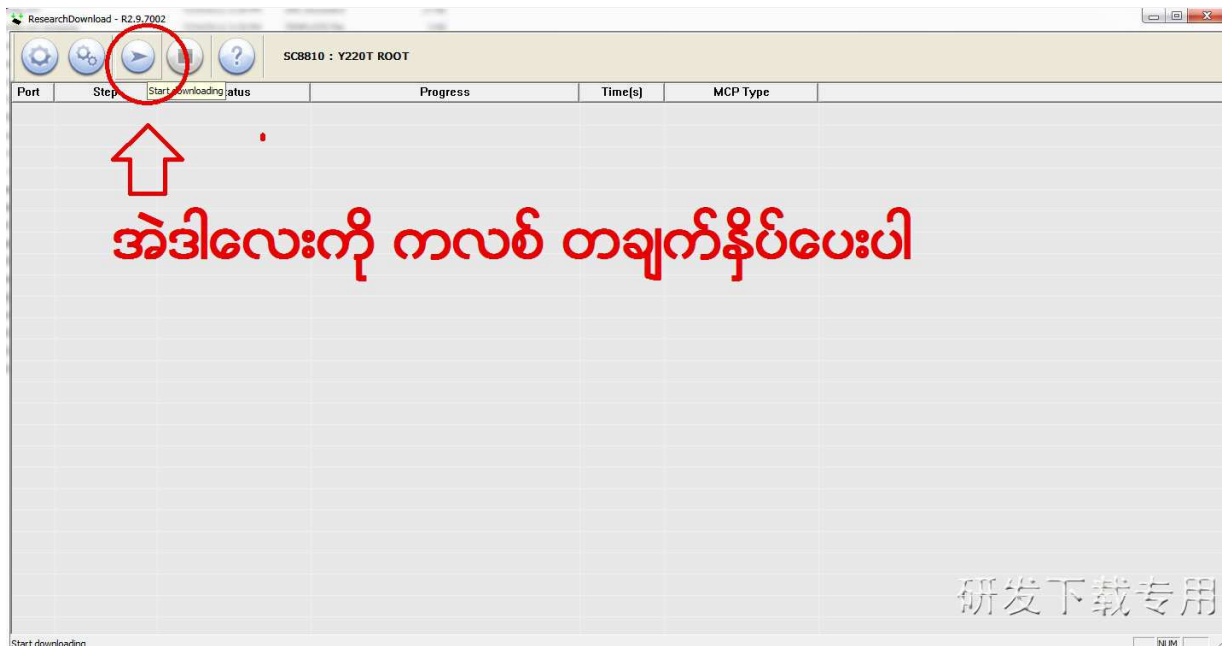 ResearchDownload - R2.9.7002
SC8810 : Y220T ROOT
Port Step Start downloading atus Progress Time(s) MCP Type
အဲဒါလေးကို ကလစ် တချက်နှိပ်ပေးပါ
研发下载专用
Start downloading NUM